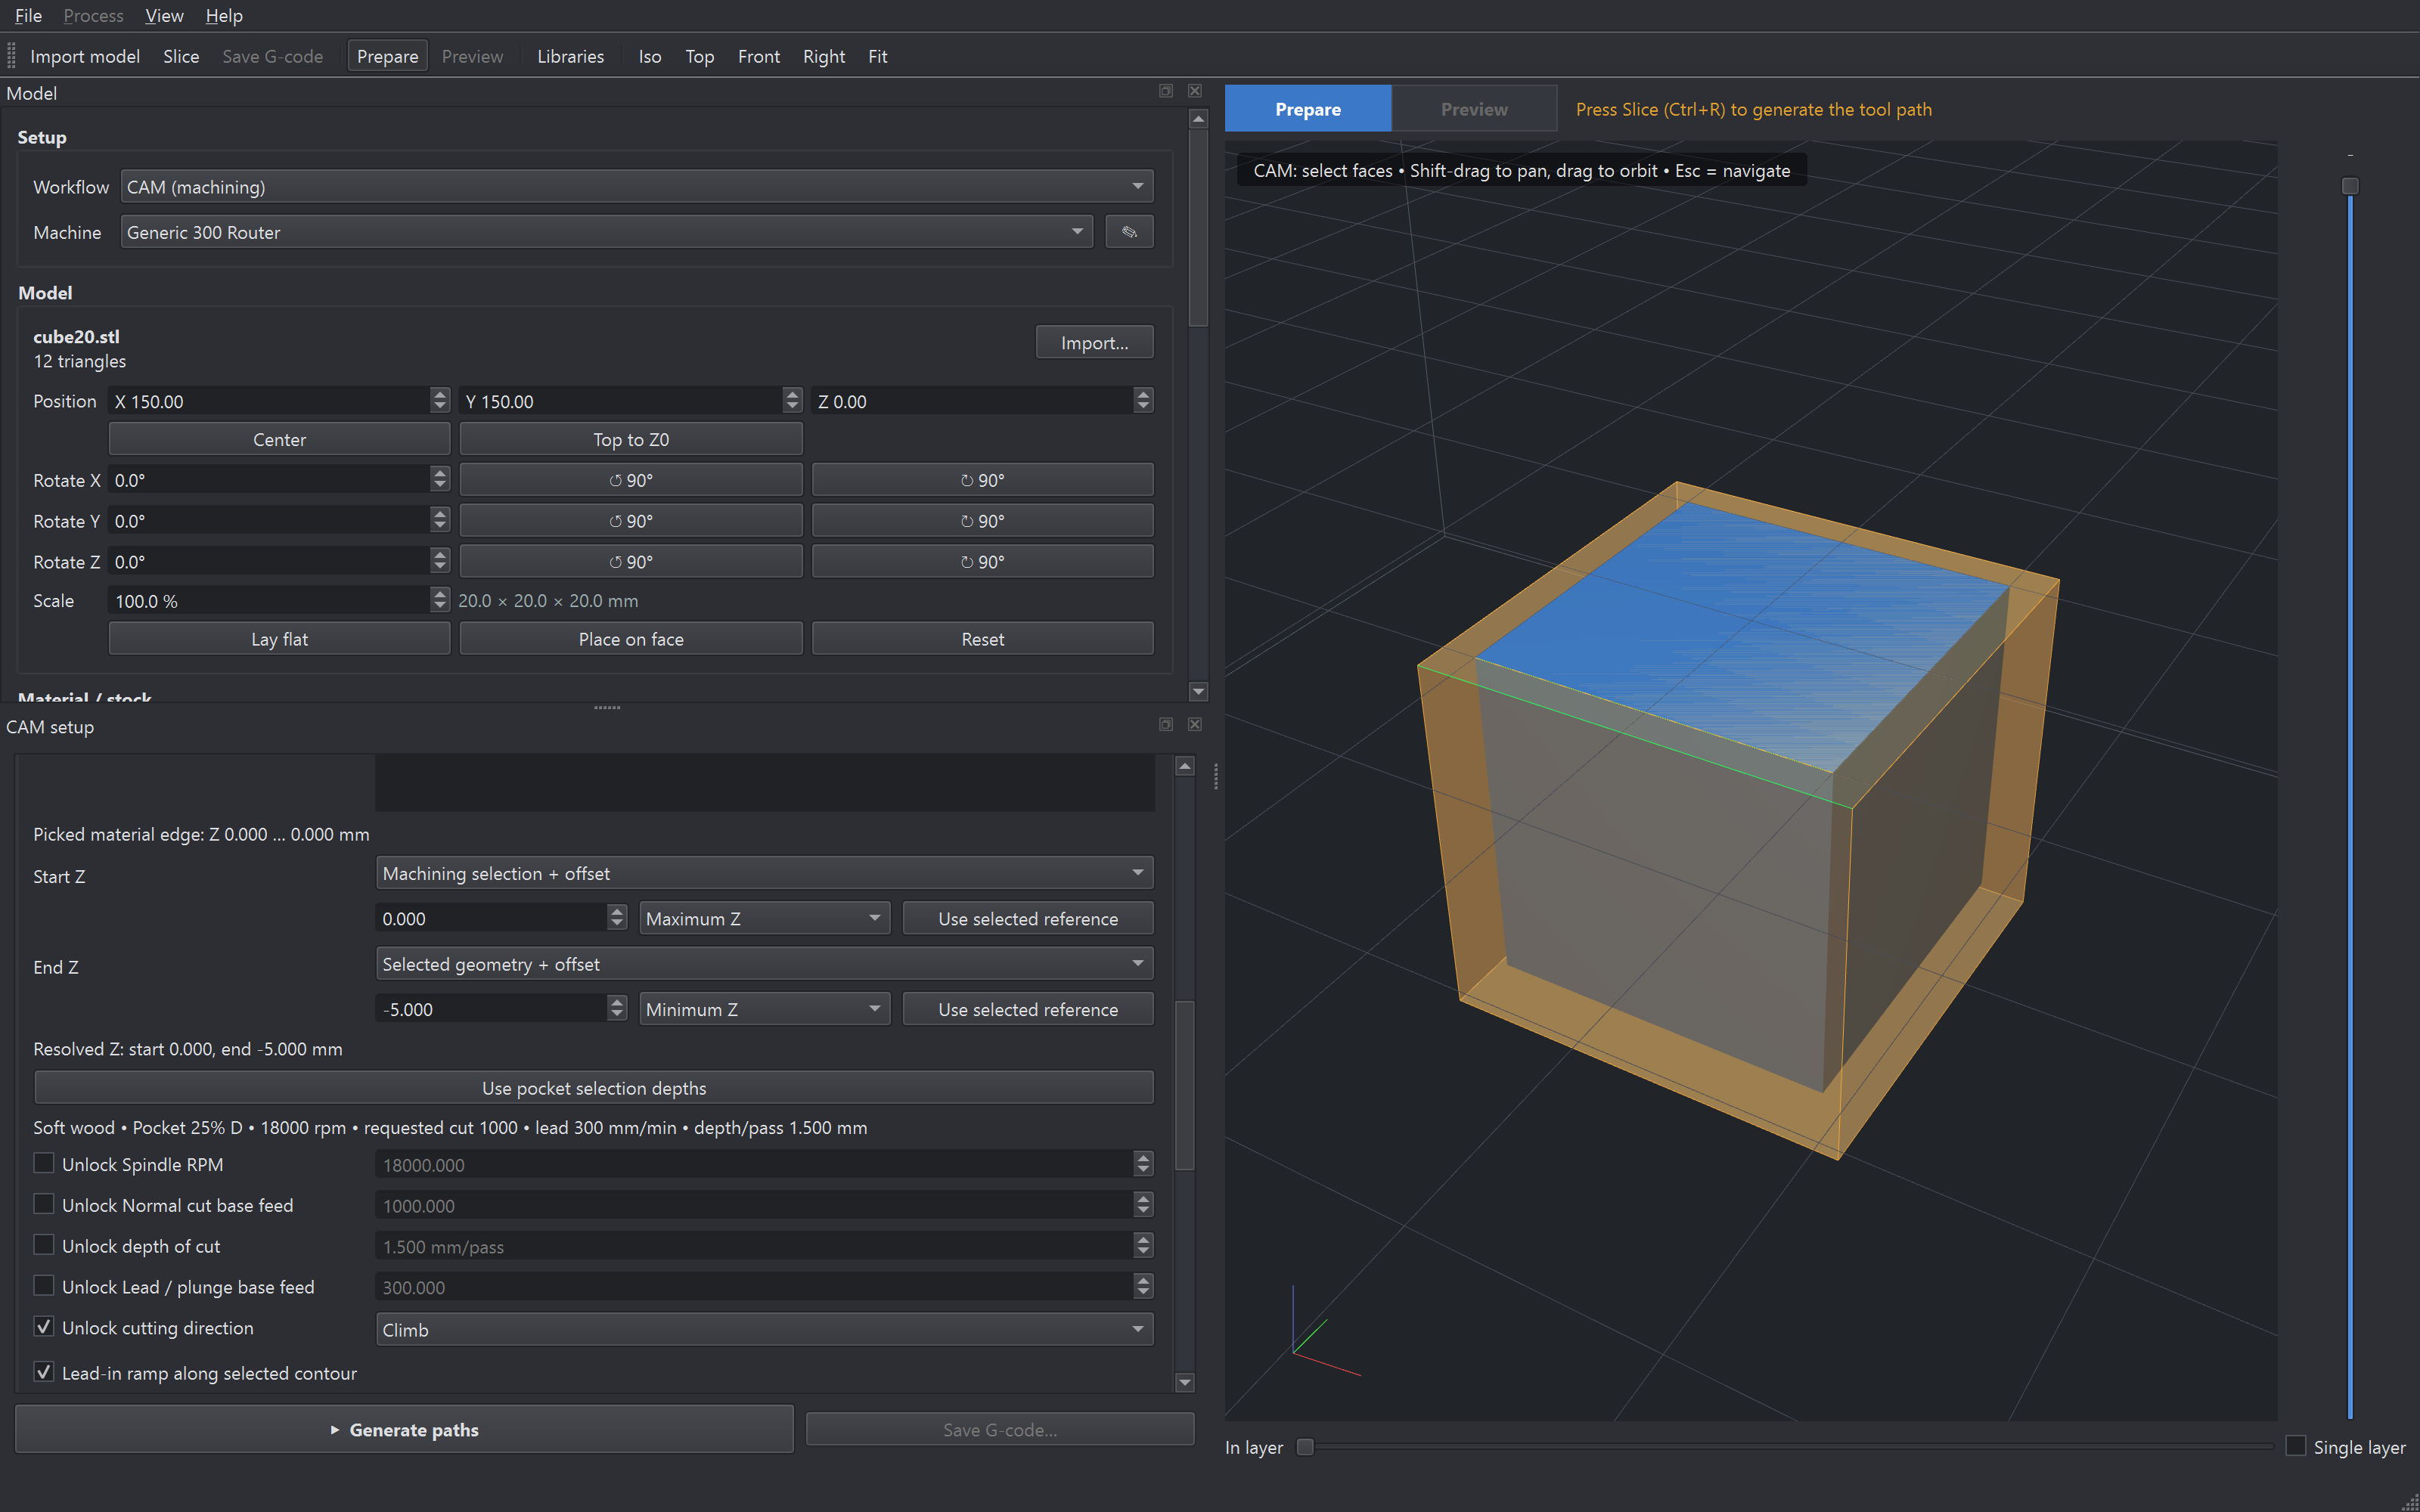 File Process View Help
Import model Slice Save G-code Prepare Preview Libraries Iso Top Front Right Fit
Model
Setup
Workflow CAM (machining)
Machine Generic 300 Router
Model
cube20.stl
12 triangles
Import...
Position X 150.00 Y 150.00 Z 0.00
Center Top to Z0
Rotate X 0.0° ↺ 90° ↻ 90°
Rotate Y 0.0° ↺ 90° ↻ 90°
Rotate Z 0.0° ↺ 90° ↻ 90°
Scale 100.0 % 20.0 × 20.0 × 20.0 mm
Lay flat Place on face Reset
Material / stock
CAM setup
Picked material edge: Z 0.000 ... 0.000 mm
Start Z Machining selection + offset
0.000 Maximum Z Use selected reference
End Z Selected geometry + offset
-5.000 Minimum Z Use selected reference
Resolved Z: start 0.000, end -5.000 mm
Use pocket selection depths
Soft wood • Pocket 25% D • 18000 rpm • requested cut 1000 • lead 300 mm/min • depth/pass 1.500 mm
Unlock Spindle RPM 18000.000
Unlock Normal cut base feed 1000.000
Unlock depth of cut 1.500 mm/pass
Unlock Lead / plunge base feed 300.000
Unlock cutting direction Climb
Lead-in ramp along selected contour
Generate paths Save G-code...
Prepare Preview Press Slice (Ctrl+R) to generate the tool path
CAM: select faces • Shift-drag to pan, drag to orbit • Esc = navigate
In layer Single layer